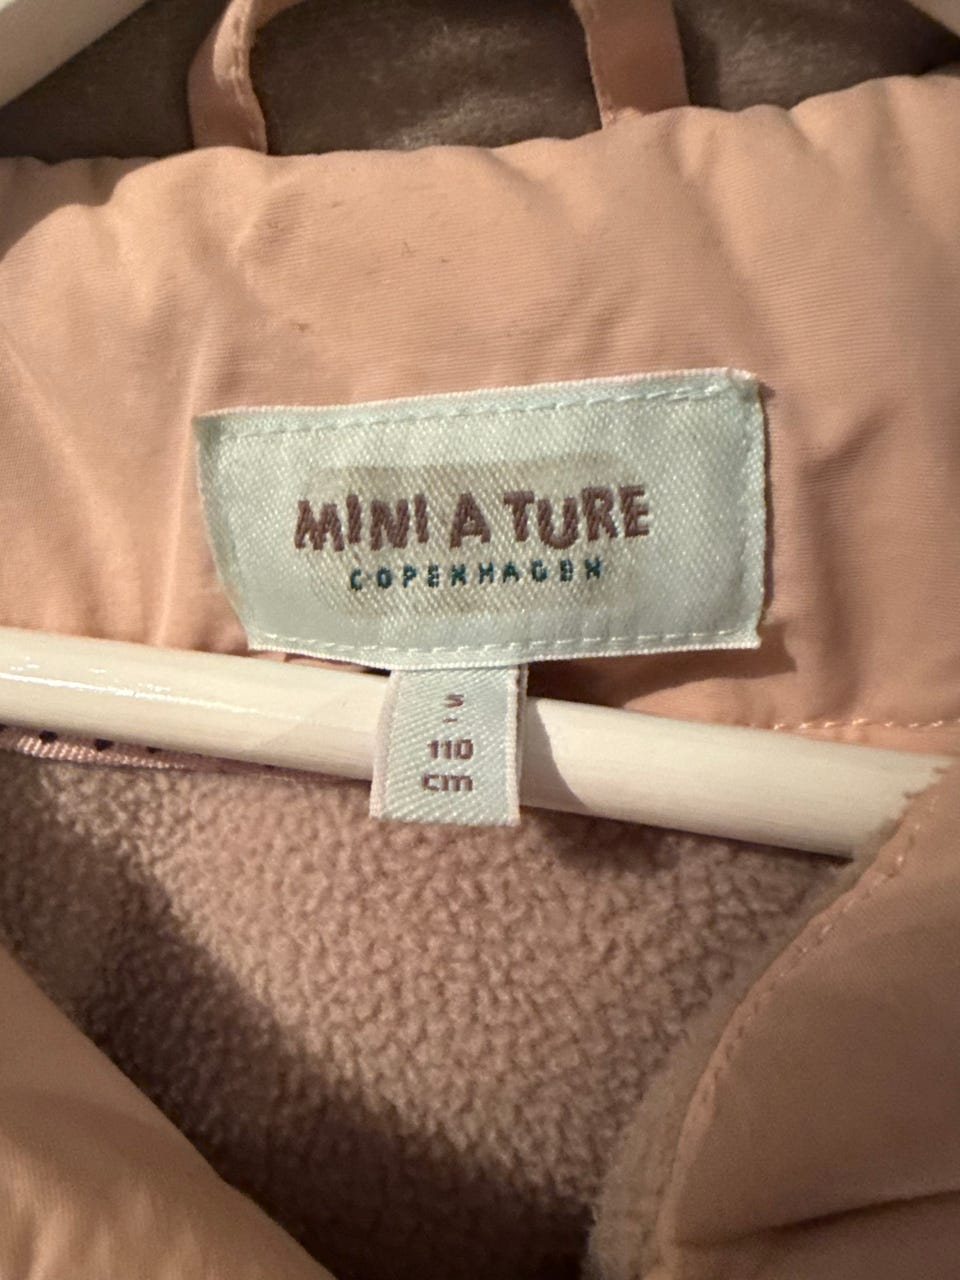 MINI A TURE
COPENHAGEN
5
-
110
cm